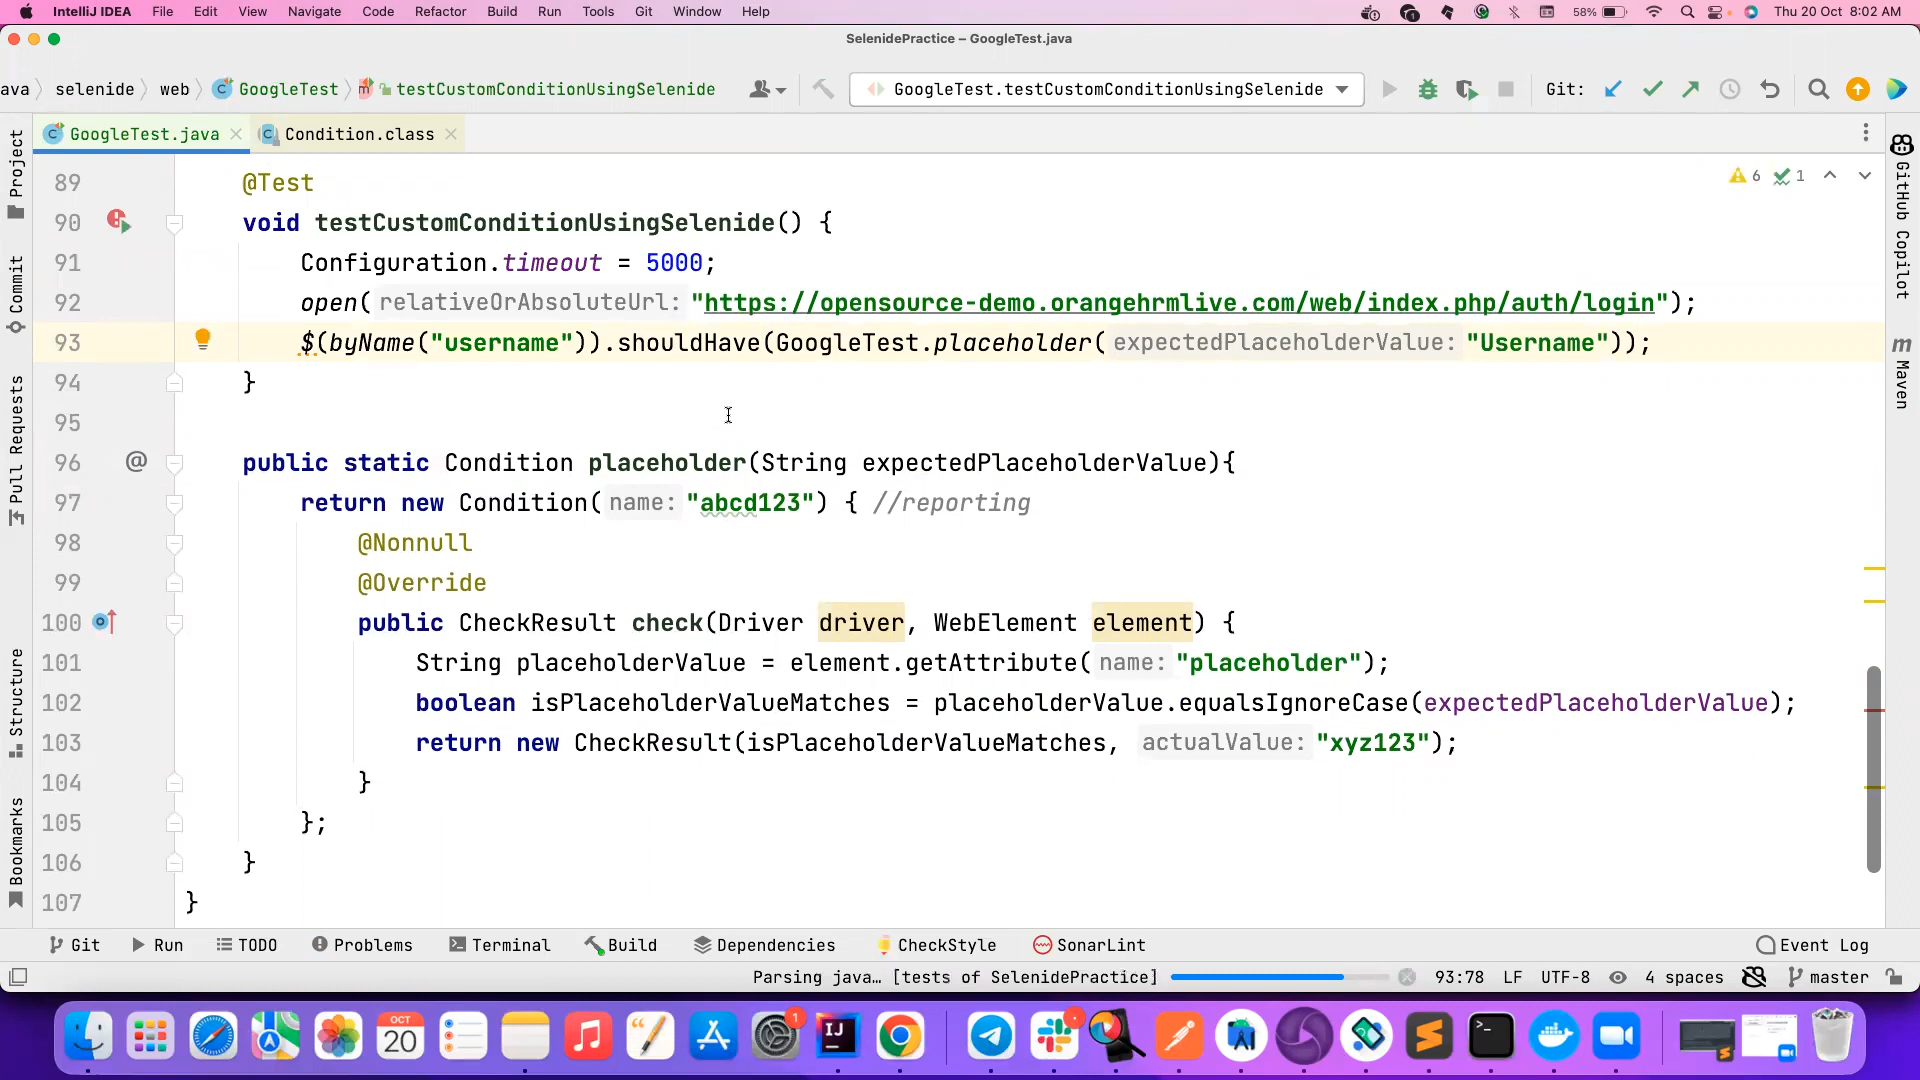 IntelliJ IDEA File Edit View Navigate Code Refactor Build Run Tools Git Window Help 1 58% Thu 20 Oct 8:02 AM
SelenidePractice – GoogleTest.java
ava selenide web GoogleTest testCustomConditionUsingSelenide GoogleTest.testCustomConditionUsingSelenide Git:
GoogleTest.java Condition.class
6 1
89 @Test
90 void testCustomConditionUsingSelenide() {
91 Configuration.timeout = 5000;
92 open( relativeOrAbsoluteUrl: "https://opensource-demo.orangehrmlive.com/web/index.php/auth/login");
93 $(byName("username")).shouldHave(GoogleTest.placeholder( expectedPlaceholderValue: "Username"));
94 }
95
96 @ public static Condition placeholder(String expectedPlaceholderValue){
97 return new Condition( name: "abcd123") { //reporting
98 @Nonnull
99 @Override
100 public CheckResult check(Driver driver, WebElement element) {
101 String placeholderValue = element.getAttribute( name: "placeholder");
102 boolean isPlaceholderValueMatches = placeholderValue.equalsIgnoreCase(expectedPlaceholderValue);
103 return new CheckResult(isPlaceholderValueMatches, actualValue: "xyz123");
104 }
105 };
106 }
107 }
Project
Commit
Pull Requests
Structure
Bookmarks
GitHub Copilot
m Maven
Git Run TODO Problems Terminal Build Dependencies CheckStyle SonarLint Event Log
Parsing java… [tests of SelenidePractice] 93:78 LF UTF-8 4 spaces master
OCT
20
1
IJ